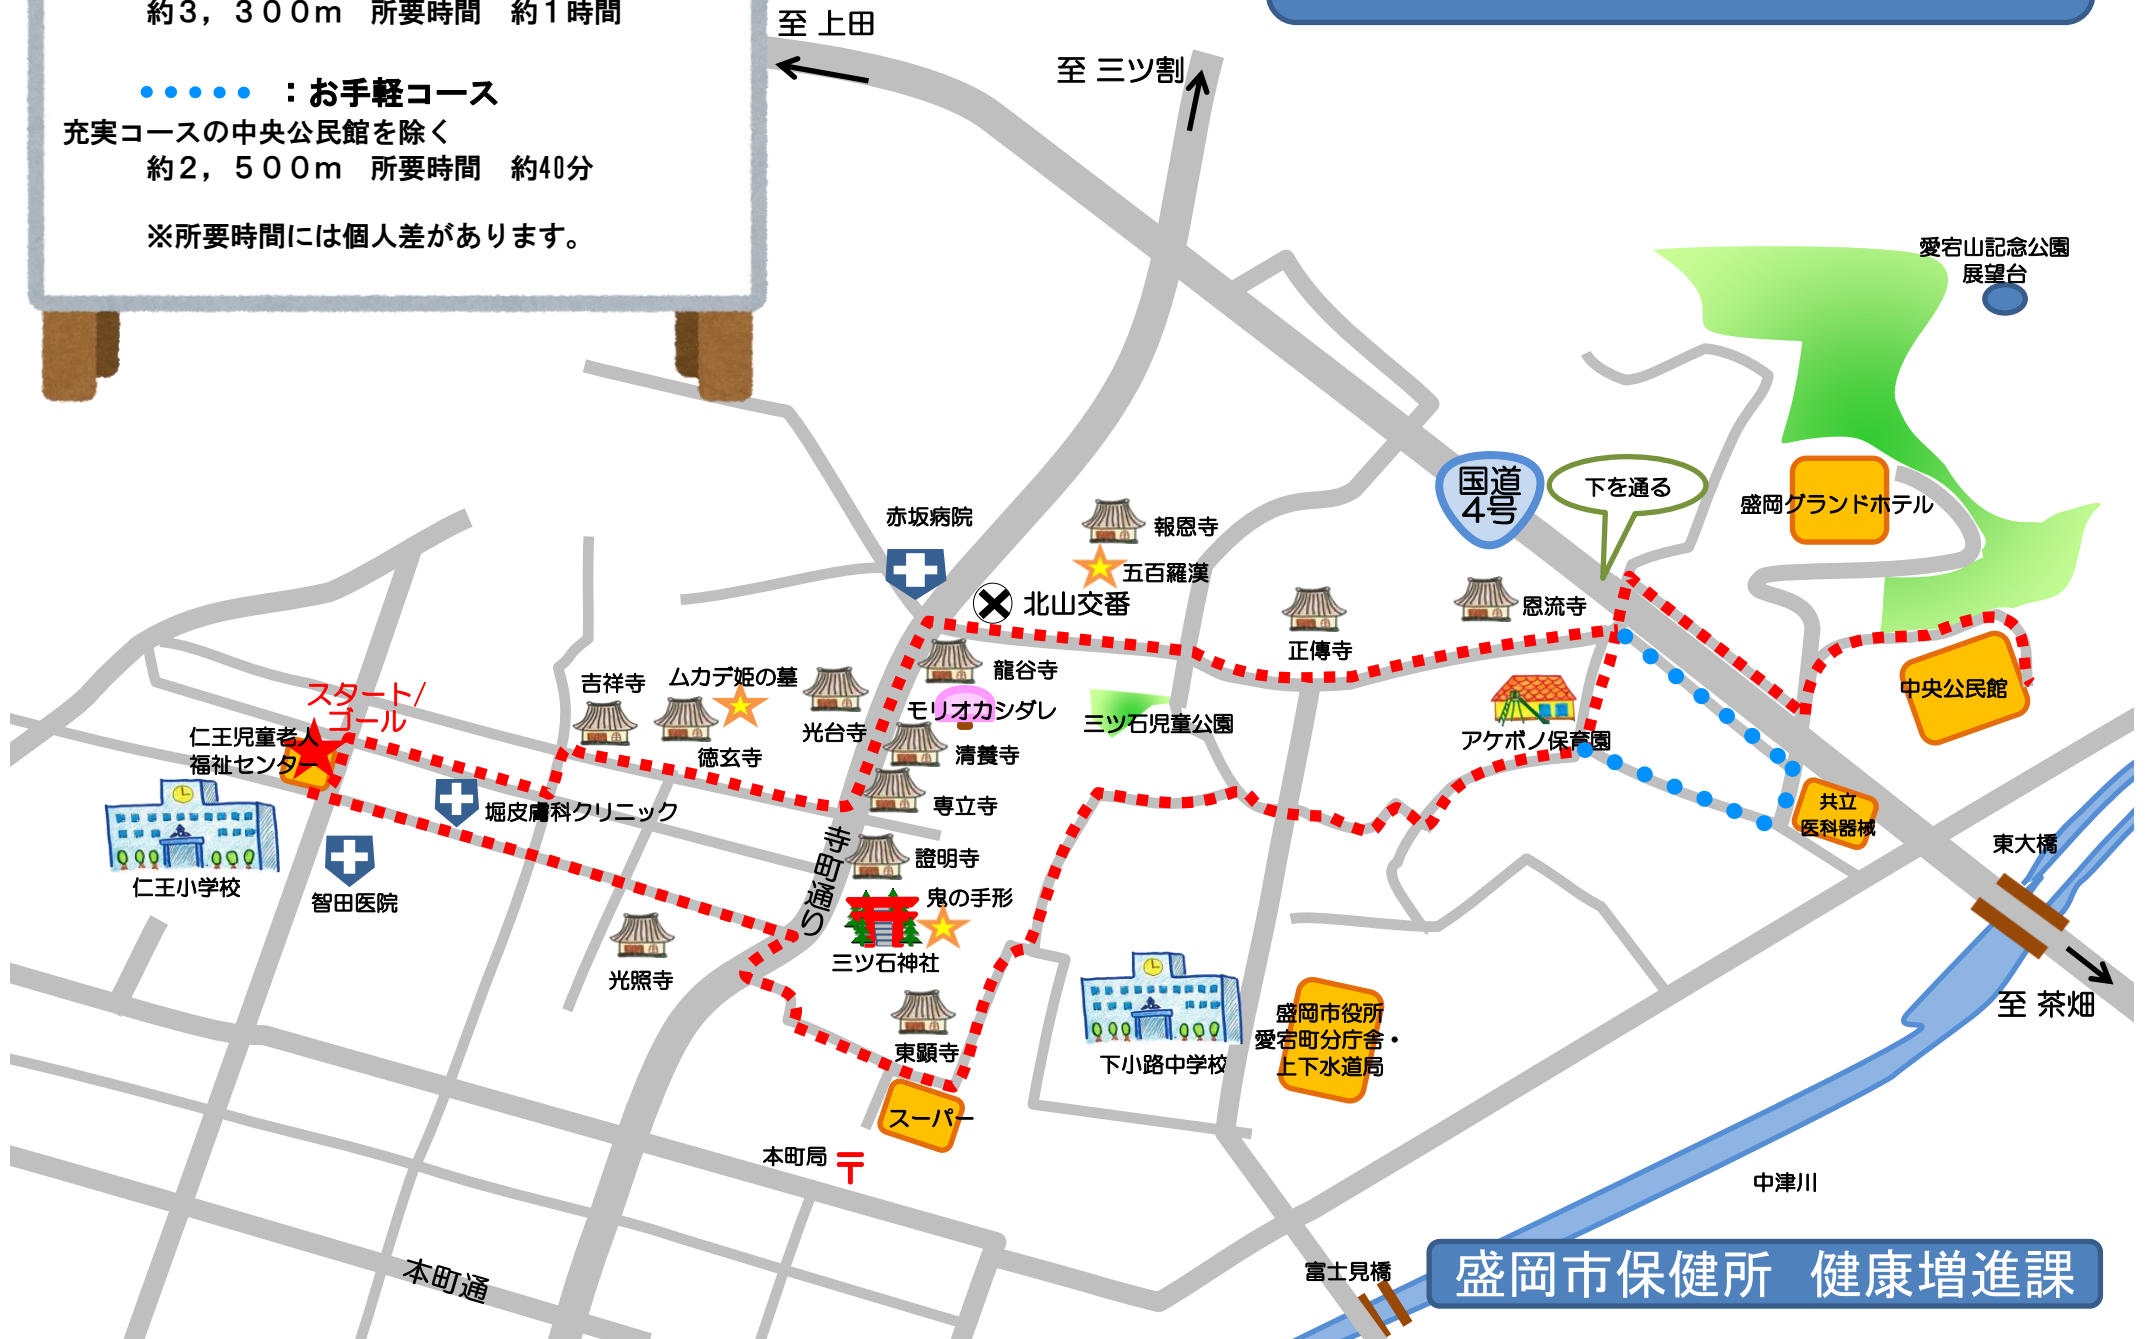 約３，３００ｍ　所要時間　約１時間
：お手軽コース
充実コースの中央公民館を除く
約２，５００ｍ　所要時間　約40分
※所要時間には個人差があります。
至 上田
至 三ツ割
愛宕山記念公園
展望台
国道
4号
下を通る
盛岡グランドホテル
赤坂病院
報恩寺
五百羅漢
北山交番
恩流寺
正傳寺
龍谷寺
ムカデ姫の墓
吉祥寺
徳玄寺
光台寺
モリオカシダレ
清養寺
三ツ石児童公園
中央公民館
アケボノ保育園
スタート/
ゴール
仁王児童老人
福祉センター
堀皮膚科クリニック
専立寺
共立
医科器械
東大橋
寺町通り
證明寺
仁王小学校
智田医院
鬼の手形
三ツ石神社
光照寺
至 茶畑
東顕寺
下小路中学校
盛岡市役所
愛宕町分庁舎・
上下水道局
スーパー
本町局
中津川
本町通
富士見橋
盛岡市保健所　健康増進課